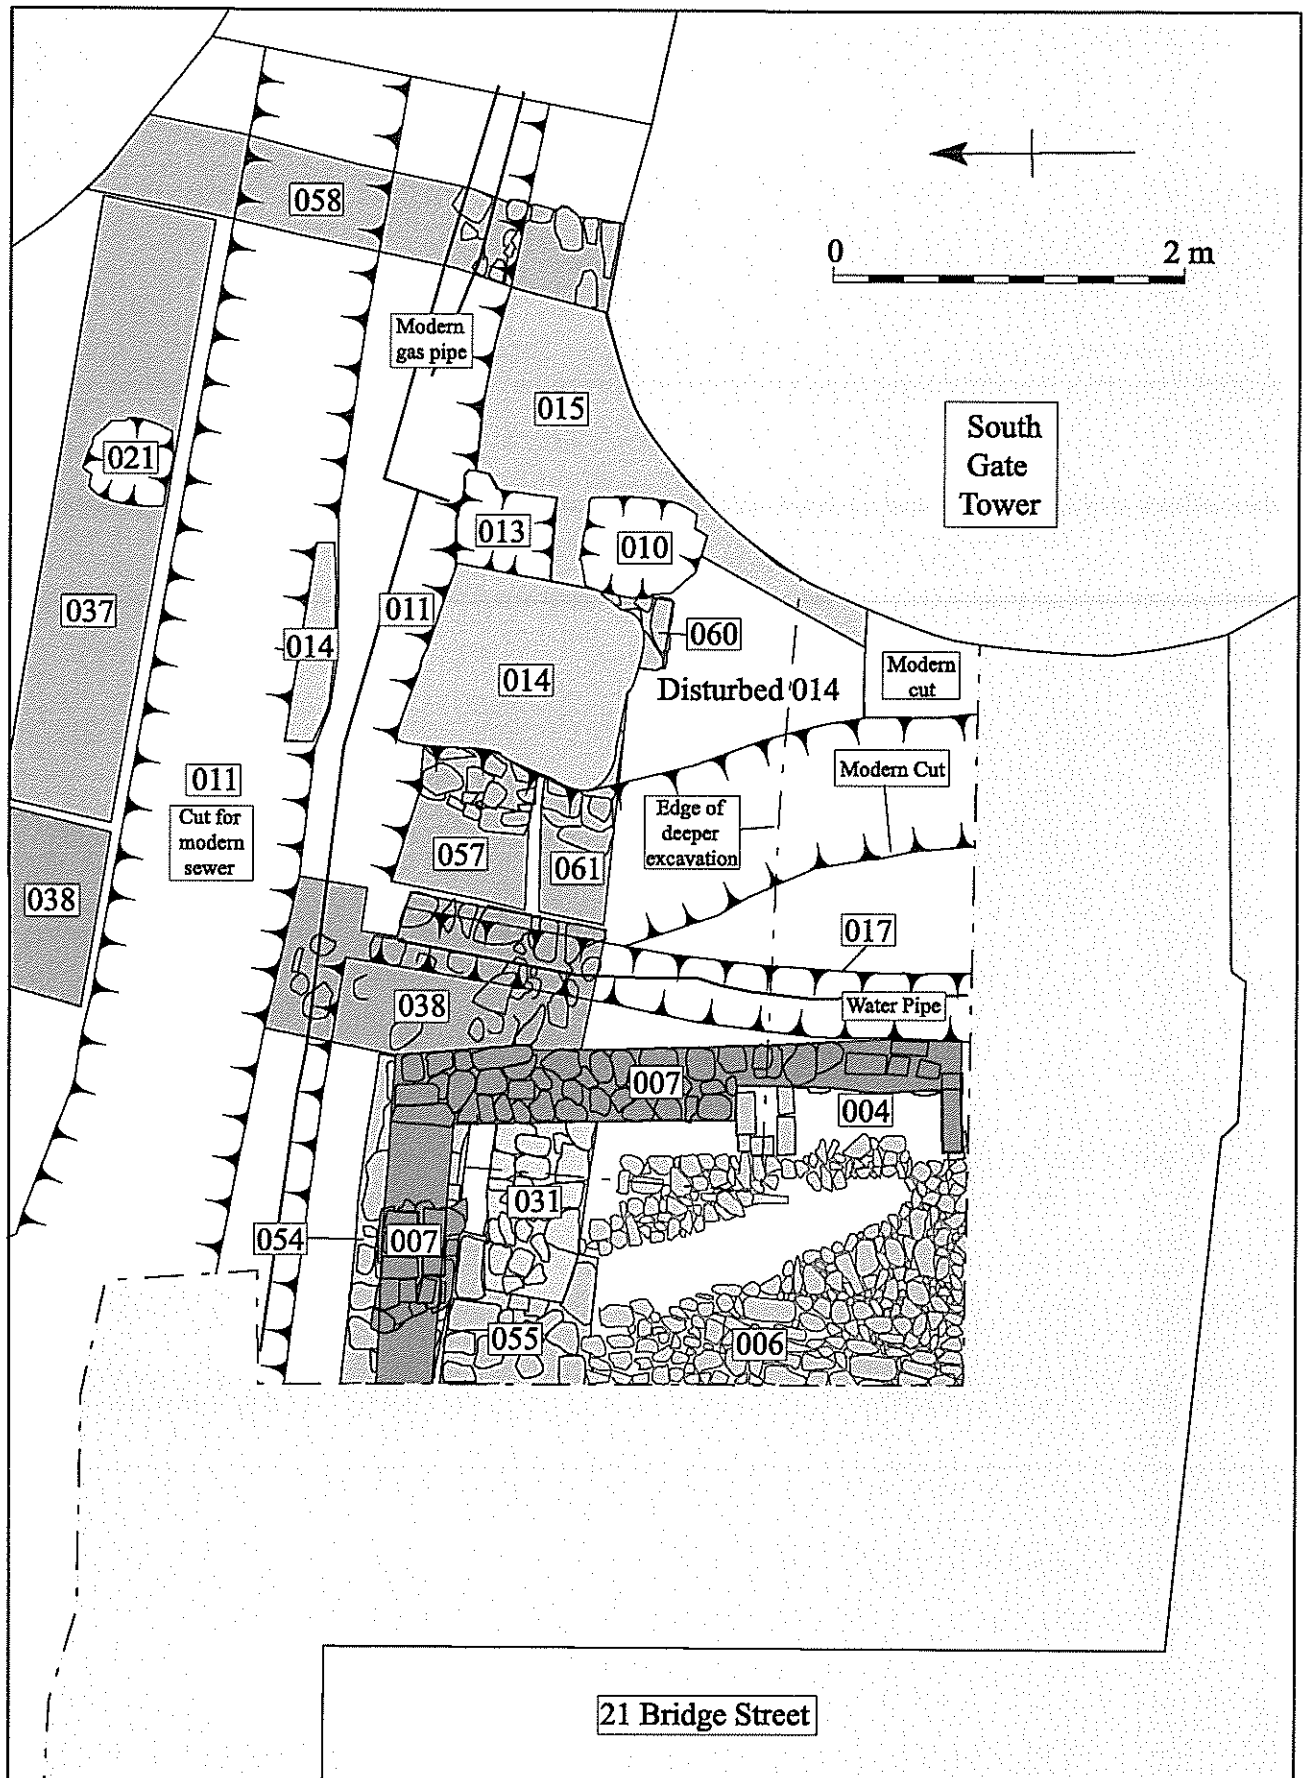 058
0
2 m
Modern
gas pipe
015
South
Gate
Tower
021
013
010
037
014
011
060
014
Disturbed 014
Modern
cut
011
Cut for
modern
sewer
Modern Cut
Edge of
deeper
excavation
057
061
038
017
038
Water Pipe
007
004
031
054
007
055
006
21 Bridge Street